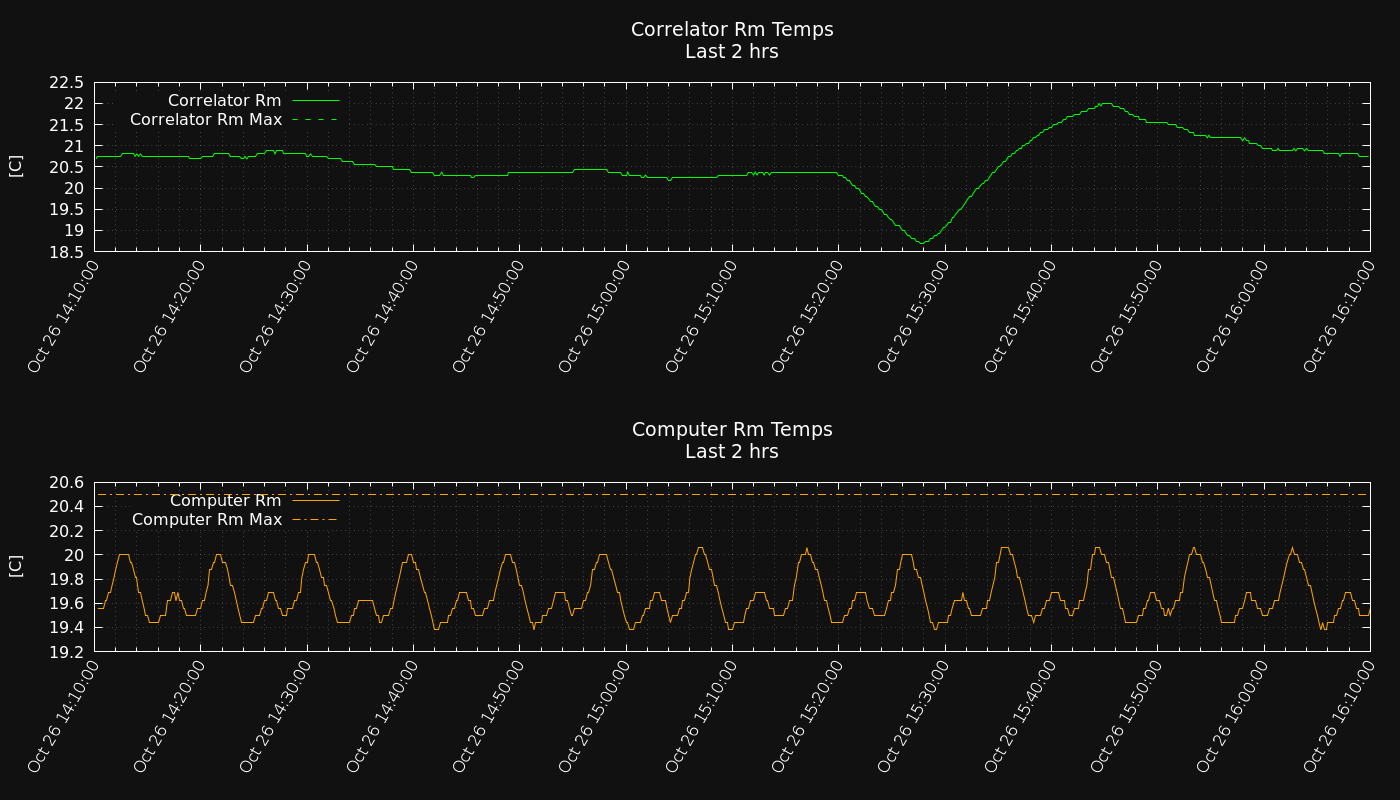 Correlator Rm Temps
Last 2 hrs
[C]
22.5
22
21.5
21
20.5
20
19.5
19
18.5
Correlator Rm
Correlator Rm Max
Oct 26 14:10:00
Oct 26 14:20:00
Oct 26 14:30:00
Oct 26 14:40:00
Oct 26 14:50:00
Oct 26 15:00:00
Oct 26 15:10:00
Oct 26 15:20:00
Oct 26 15:30:00
Oct 26 15:40:00
Oct 26 15:50:00
Oct 26 16:00:00
Oct 26 16:10:00
Computer Rm Temps
Last 2 hrs
[C]
20.6
20.4
20.2
20
19.8
19.6
19.4
19.2
Computer Rm
Computer Rm Max
Oct 26 14:10:00
Oct 26 14:20:00
Oct 26 14:30:00
Oct 26 14:40:00
Oct 26 14:50:00
Oct 26 15:00:00
Oct 26 15:10:00
Oct 26 15:20:00
Oct 26 15:30:00
Oct 26 15:40:00
Oct 26 15:50:00
Oct 26 16:00:00
Oct 26 16:10:00